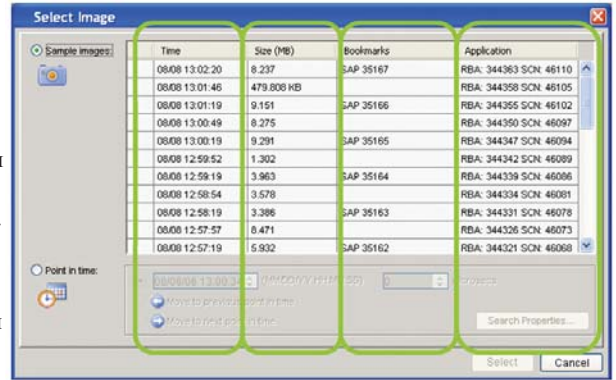 Select Image
Sample images:
Time Size (MB) Bookmarks Application
08/08 13:02:20 8.237 SAP 35167 RBA: 344363 SCN: 46110
08/08 13:01:46 479.808 KB RBA: 344358 SCN: 46105
08/08 13:01:19 9.151 SAP 35166 RBA: 344355 SCN: 46102
08/08 13:00:49 8.275 RBA: 344350 SCN: 46097
08/08 13:00:19 9.291 SAP 35165 RBA: 344347 SCN: 46094
08/08 12:59:52 1.302 RBA: 344342 SCN: 46089
08/08 12:59:19 3.963 SAP 35164 RBA: 344339 SCN: 46086
08/08 12:58:54 3.578 RBA: 344334 SCN: 46081
08/08 12:58:19 3.386 SAP 35163 RBA: 344331 SCN: 46078
08/08 12:57:57 8.471 RBA: 344326 SCN: 46073
08/08 12:57:19 5.932 SAP 35162 RBA: 344321 SCN: 46068
Point in time:
0
Move to previous point in time
Move to next point in time
Search Properties...
Select Cancel